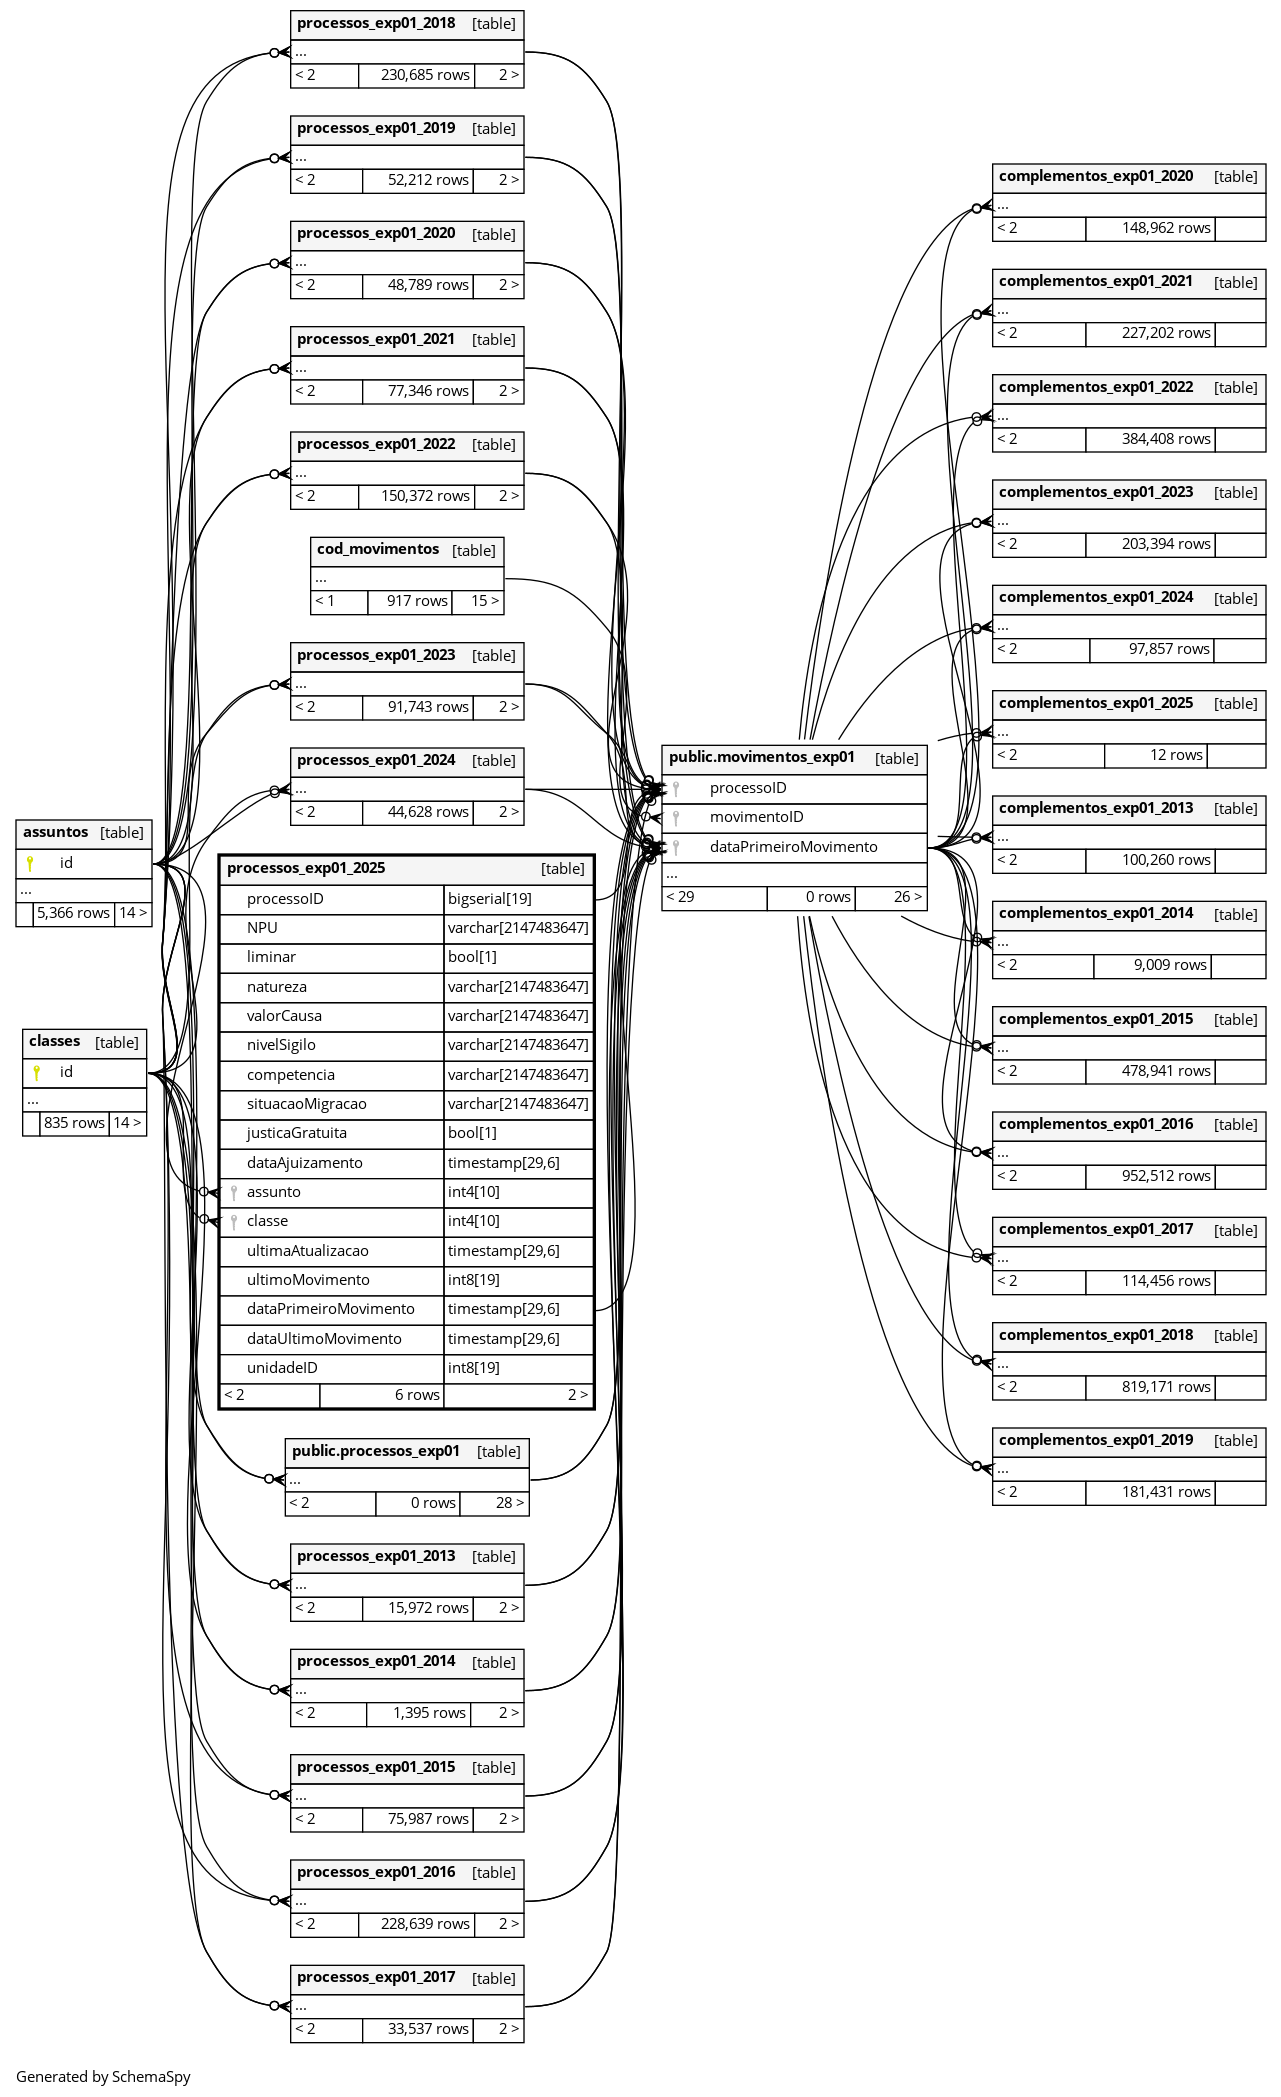 processos_exp01_2018 [table]
...
< 2 230,685 rows 2 >
processos_exp01_2019 [table]
...
< 2 52,212 rows 2 >
processos_exp01_2020 [table]
...
< 2 48,789 rows 2 >
processos_exp01_2021 [table]
...
< 2 77,346 rows 2 >
processos_exp01_2022 [table]
...
< 2 150,372 rows 2 >
cod_movimentos [table]
...
< 1 917 rows 15 >
processos_exp01_2023 [table]
...
< 2 91,743 rows 2 >
processos_exp01_2024 [table]
...
< 2 44,628 rows 2 >
assuntos [table]
id
...
5,366 rows 14 >
classes [table]
id
...
835 rows 14 >
processos_exp01_2025 [table]
processoID bigserial[19]
NPU varchar[2147483647]
liminar bool[1]
natureza varchar[2147483647]
valorCausa varchar[2147483647]
nivelSigilo varchar[2147483647]
competencia varchar[2147483647]
situacaoMigracao varchar[2147483647]
justicaGratuita bool[1]
dataAjuizamento timestamp[29,6]
assunto int4[10]
classe int4[10]
ultimaAtualizacao timestamp[29,6]
ultimoMovimento int8[19]
dataPrimeiroMovimento timestamp[29,6]
dataUltimoMovimento timestamp[29,6]
unidadeID int8[19]
< 2 6 rows 2 >
public.processos_exp01 [table]
...
< 2 0 rows 28 >
processos_exp01_2013 [table]
...
< 2 15,972 rows 2 >
processos_exp01_2014 [table]
...
< 2 1,395 rows 2 >
processos_exp01_2015 [table]
...
< 2 75,987 rows 2 >
processos_exp01_2016 [table]
...
< 2 228,639 rows 2 >
processos_exp01_2017 [table]
...
< 2 33,537 rows 2 >
public.movimentos_exp01 [table]
processoID
movimentoID
dataPrimeiroMovimento
...
< 29 0 rows 26 >
complementos_exp01_2020 [table]
...
< 2 148,962 rows
complementos_exp01_2021 [table]
...
< 2 227,202 rows
complementos_exp01_2022 [table]
...
< 2 384,408 rows
complementos_exp01_2023 [table]
...
< 2 203,394 rows
complementos_exp01_2024 [table]
...
< 2 97,857 rows
complementos_exp01_2025 [table]
...
< 2 12 rows
complementos_exp01_2013 [table]
...
< 2 100,260 rows
complementos_exp01_2014 [table]
...
< 2 9,009 rows
complementos_exp01_2015 [table]
...
< 2 478,941 rows
complementos_exp01_2016 [table]
...
< 2 952,512 rows
complementos_exp01_2017 [table]
...
< 2 114,456 rows
complementos_exp01_2018 [table]
...
< 2 819,171 rows
complementos_exp01_2019 [table]
...
< 2 181,431 rows
Generated by SchemaSpy